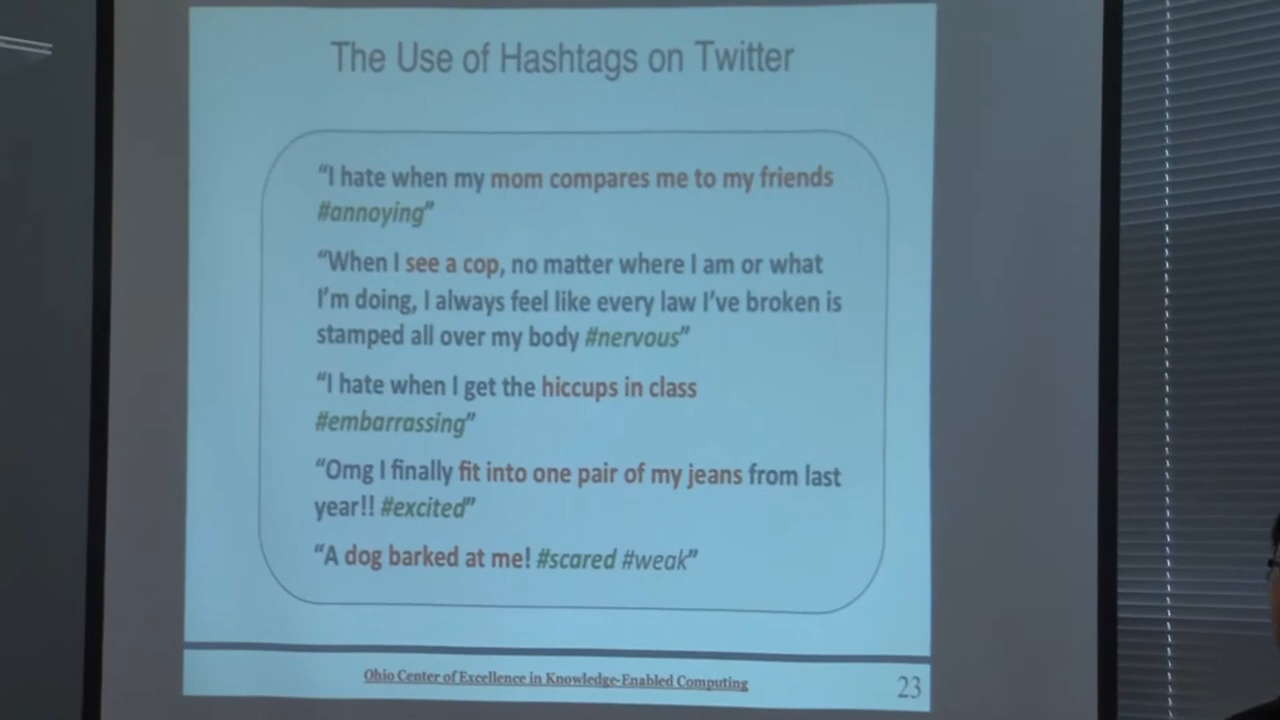 The Use of Hashtags on Twitter
“I hate when my mom compares me to my friends
#annoying”
“When I see a cop, no matter where I am or what
I’m doing, I always feel like every law I’ve broken is
stamped all over my body #nervous”
“I hate when I get the hiccups in class
#embarrassing”
“Omg I finally fit into one pair of my jeans from last
year!! #excited”
“A dog barked at me! #scared #weak”
Ohio Center of Excellence in Knowledge-Enabled Computing
23